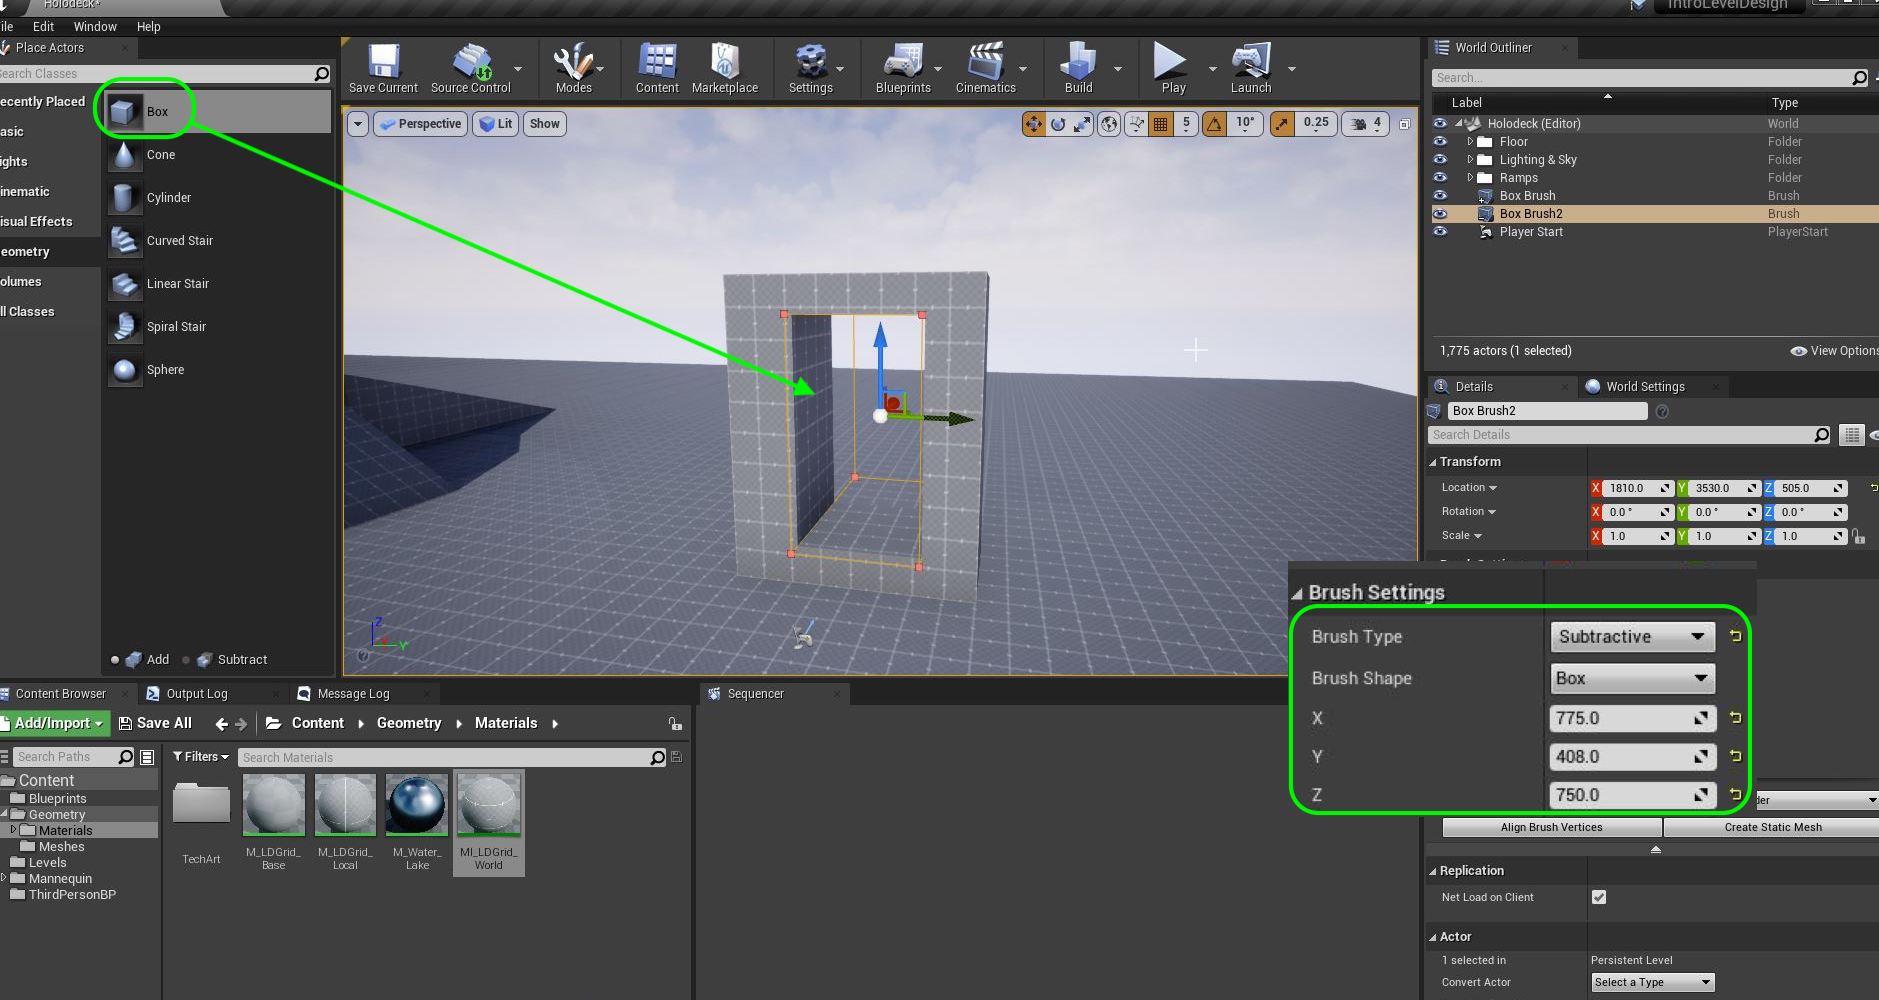 Holodeck*
IntroLevelDesign
ile Edit Window Help
Place Actors
Search Classes
ecently Placed
asic
ights
inematic
isual Effects
eometry
olumes
ll Classes
Box
Cone
Cylinder
Curved Stair
Linear Stair
Spiral Stair
Sphere
Add Subtract
Save Current Source Control Modes Content Marketplace Settings Blueprints Cinematics Build Play Launch
Perspective Lit Show
5 10° 0.25 4
Z
X
Y
World Outliner
Search...
Label Type
Holodeck (Editor) World
Floor Folder
Lighting & Sky Folder
Ramps Folder
Box Brush Brush
Box Brush2 Brush
Player Start PlayerStart
1,775 actors (1 selected) View Options
Details World Settings
Box Brush2
Search Details
Transform
Location X 1810.0 Y 3530.0 Z 505.0
Rotation X 0.0 ° Y 0.0 ° Z 0.0 °
Scale X 1.0 Y 1.0 Z 1.0
Brush Settings
Brush Type Subtractive
Brush Shape Box
X 775.0
Y 408.0
Z 750.0
der
Align Brush Vertices Create Static Mesh
Replication
Net Load on Client
Actor
1 selected in Persistent Level
Convert Actor Select a Type
Content Browser Output Log Message Log Sequencer
Add/Import Save All Content Geometry Materials
Search Paths Filters Search Materials
Content
Blueprints
Geometry
Materials
Meshes
Levels
Mannequin
ThirdPersonBP
TechArt
M_LDGrid_
Base
M_LDGrid_
Local
M_Water_
Lake
MI_LDGrid_
World